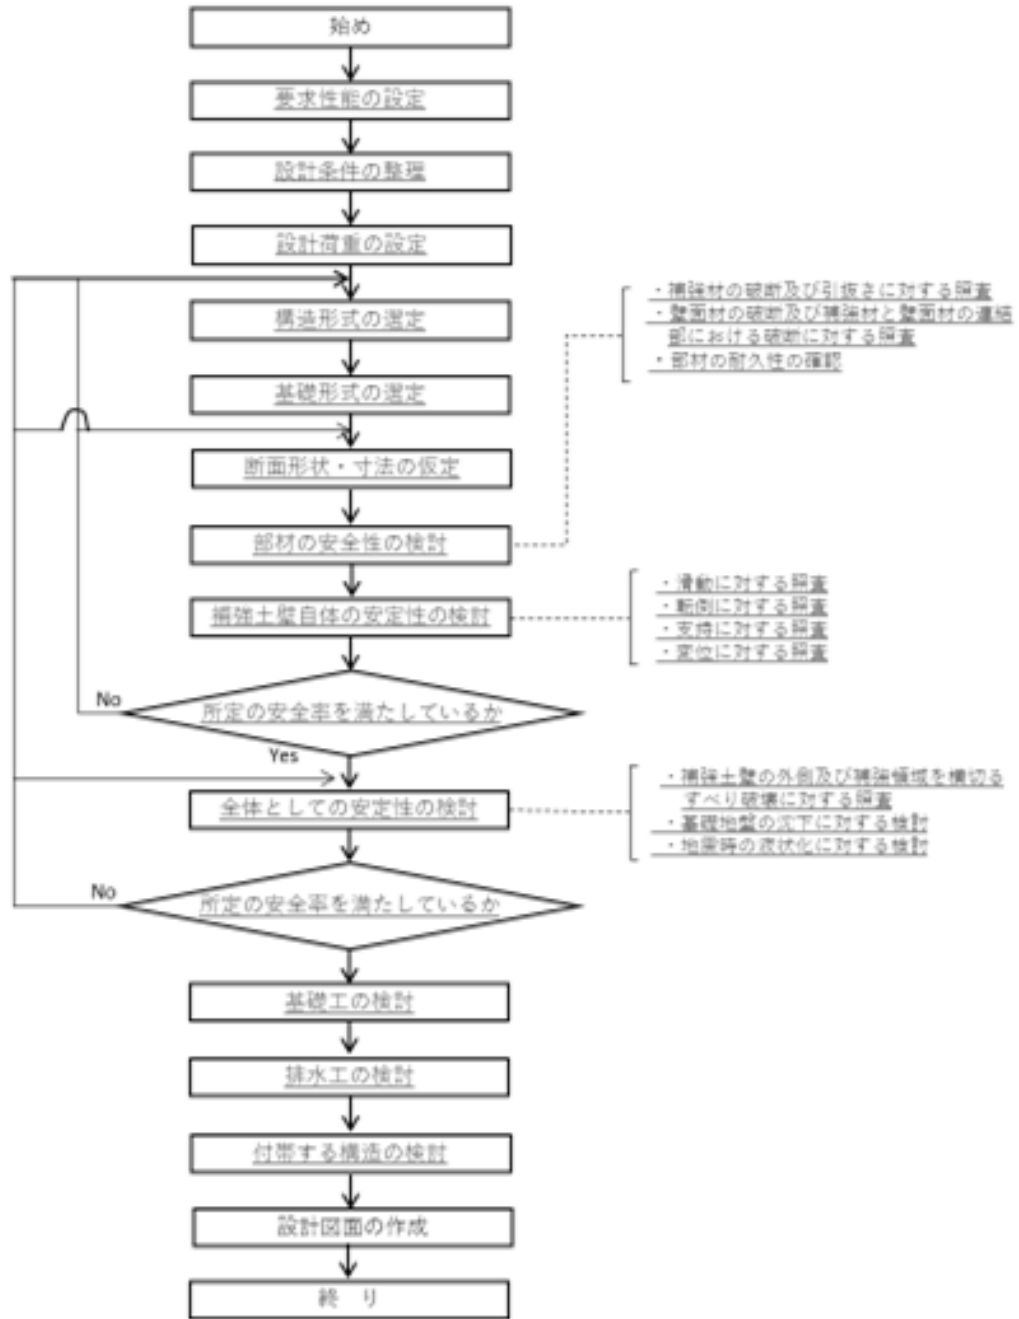 始め
要求性能の設定
設計条件の整理
設計荷重の設定
構造形式の選定
基礎形式の選定
断面形状・寸法の仮定
部材の安全性の検討
・補強材の破断及び引抜きに対する照査
・壁面材の破断及び補強材と壁面材の連結
部における破断に対する照査
・部材の耐久性の確認
補強土壁自体の安定性の検討
・滑動に対する照査
・転倒に対する照査
・支持に対する照査
・変位に対する照査
所定の安全率を満たしているか
No
Yes
全体としての安定性の検討
・補強土壁の外側及び補強領域を横切る
すべり破壊に対する照査
・基礎地盤の沈下に対する検討
・地震時の液状化に対する検討
所定の安全率を満たしているか
No
基礎工の検討
排水工の検討
付帯する構造の検討
設計図面の作成
終　り